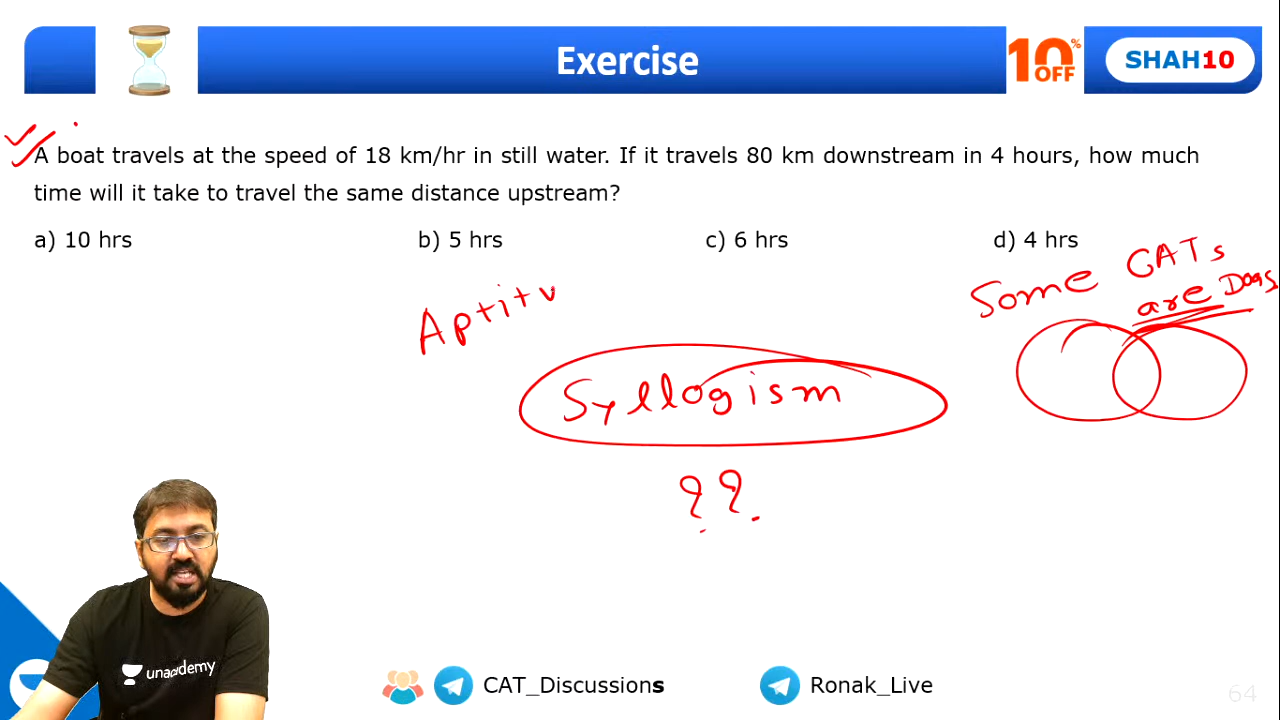 Exercise
10% OFF
SHAH10
A boat travels at the speed of 18 km/hr in still water. If it travels 80 km downstream in 4 hours, how much
time will it take to travel the same distance upstream?
a) 10 hrs
b) 5 hrs
c) 6 hrs
d) 4 hrs
Some CATs
are Dogs
Aptitu
Syllogism
??
unacademy
CAT_Discussions
Ronak_Live
64